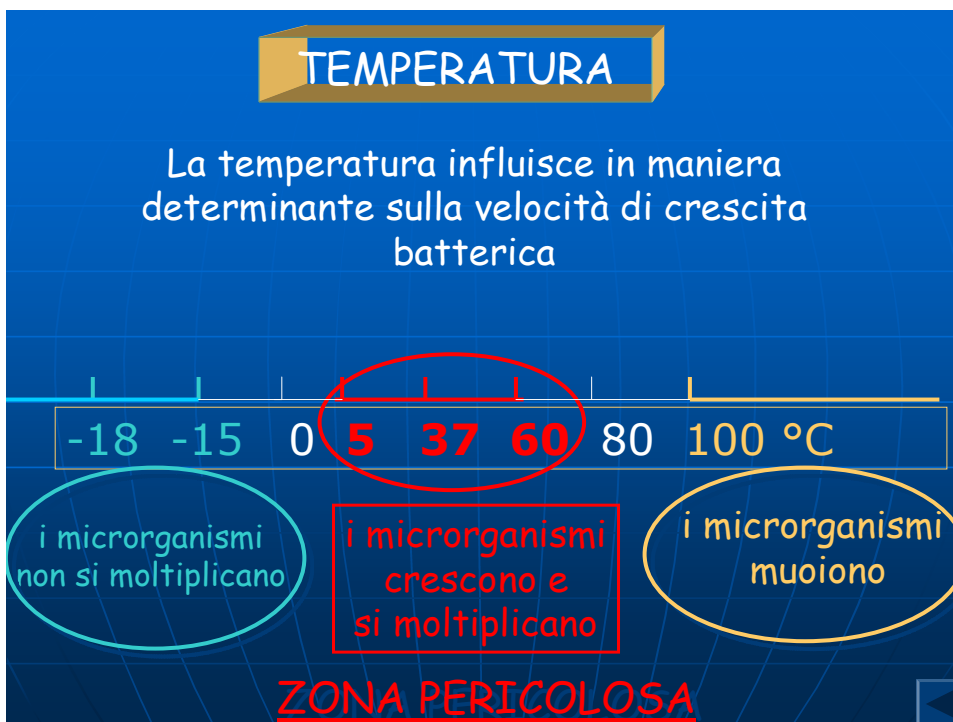 TEMPERATURA
La temperatura influisce in maniera
determinante sulla velocità di crescita
batterica
-18 -15 0 5 37 60 80 100 °C
i microrganismi
non si moltiplicano
i microrganismi
crescono e
si moltiplicano
i microrganismi
muoiono
ZONA PERICOLOSA